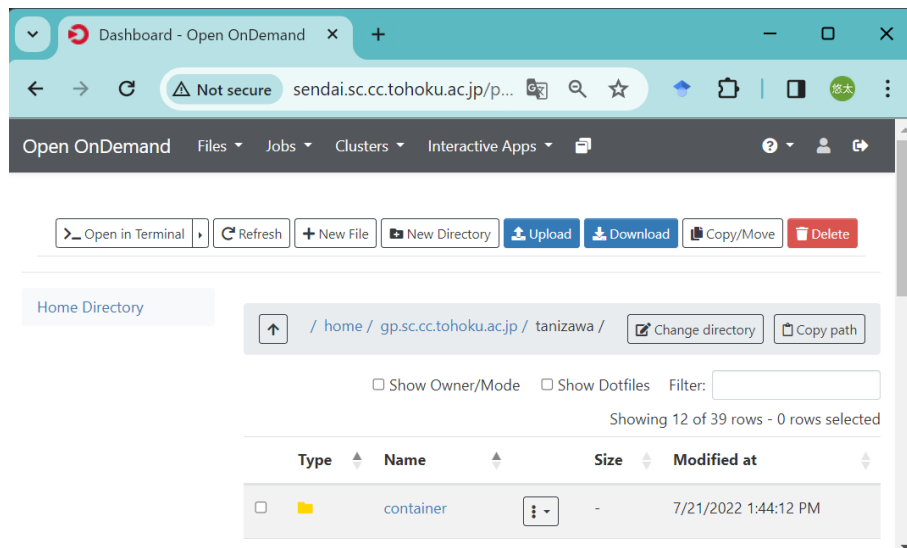 Dashboard - Open OnDemand
Not secure sendai.sc.cc.tohoku.ac.jp/p... 悠太
Open OnDemand Files Jobs Clusters Interactive Apps
>_ Open in Terminal Refresh + New File New Directory Upload Download Copy/Move Delete
Home Directory
/ home / gp.sc.cc.tohoku.ac.jp / tanizawa / Change directory Copy path
Show Owner/Mode Show Dotfiles Filter:
Showing 12 of 39 rows - 0 rows selected
Type Name Size Modified at
container - 7/21/2022 1:44:12 PM